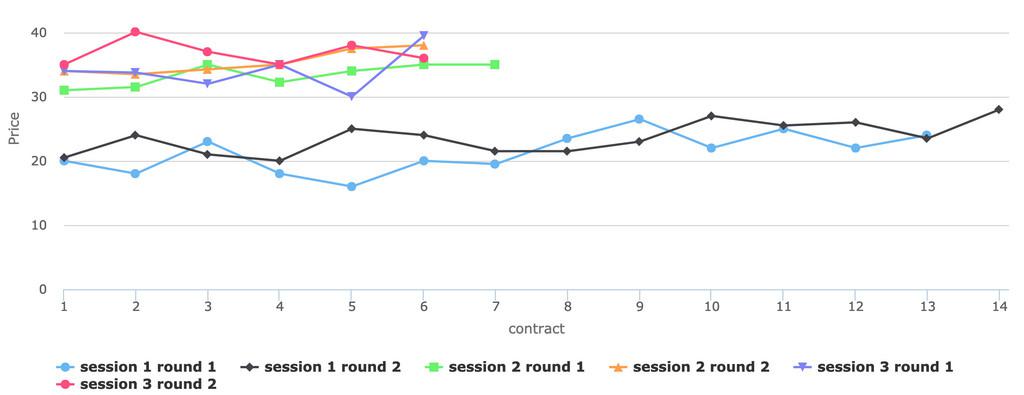 40
30
Price
20
10
0
1 2 3 4 5 6 7 8 9 10 11 12 13 14
contract
session 1 round 1 session 1 round 2 session 2 round 1 session 2 round 2 session 3 round 1
session 3 round 2